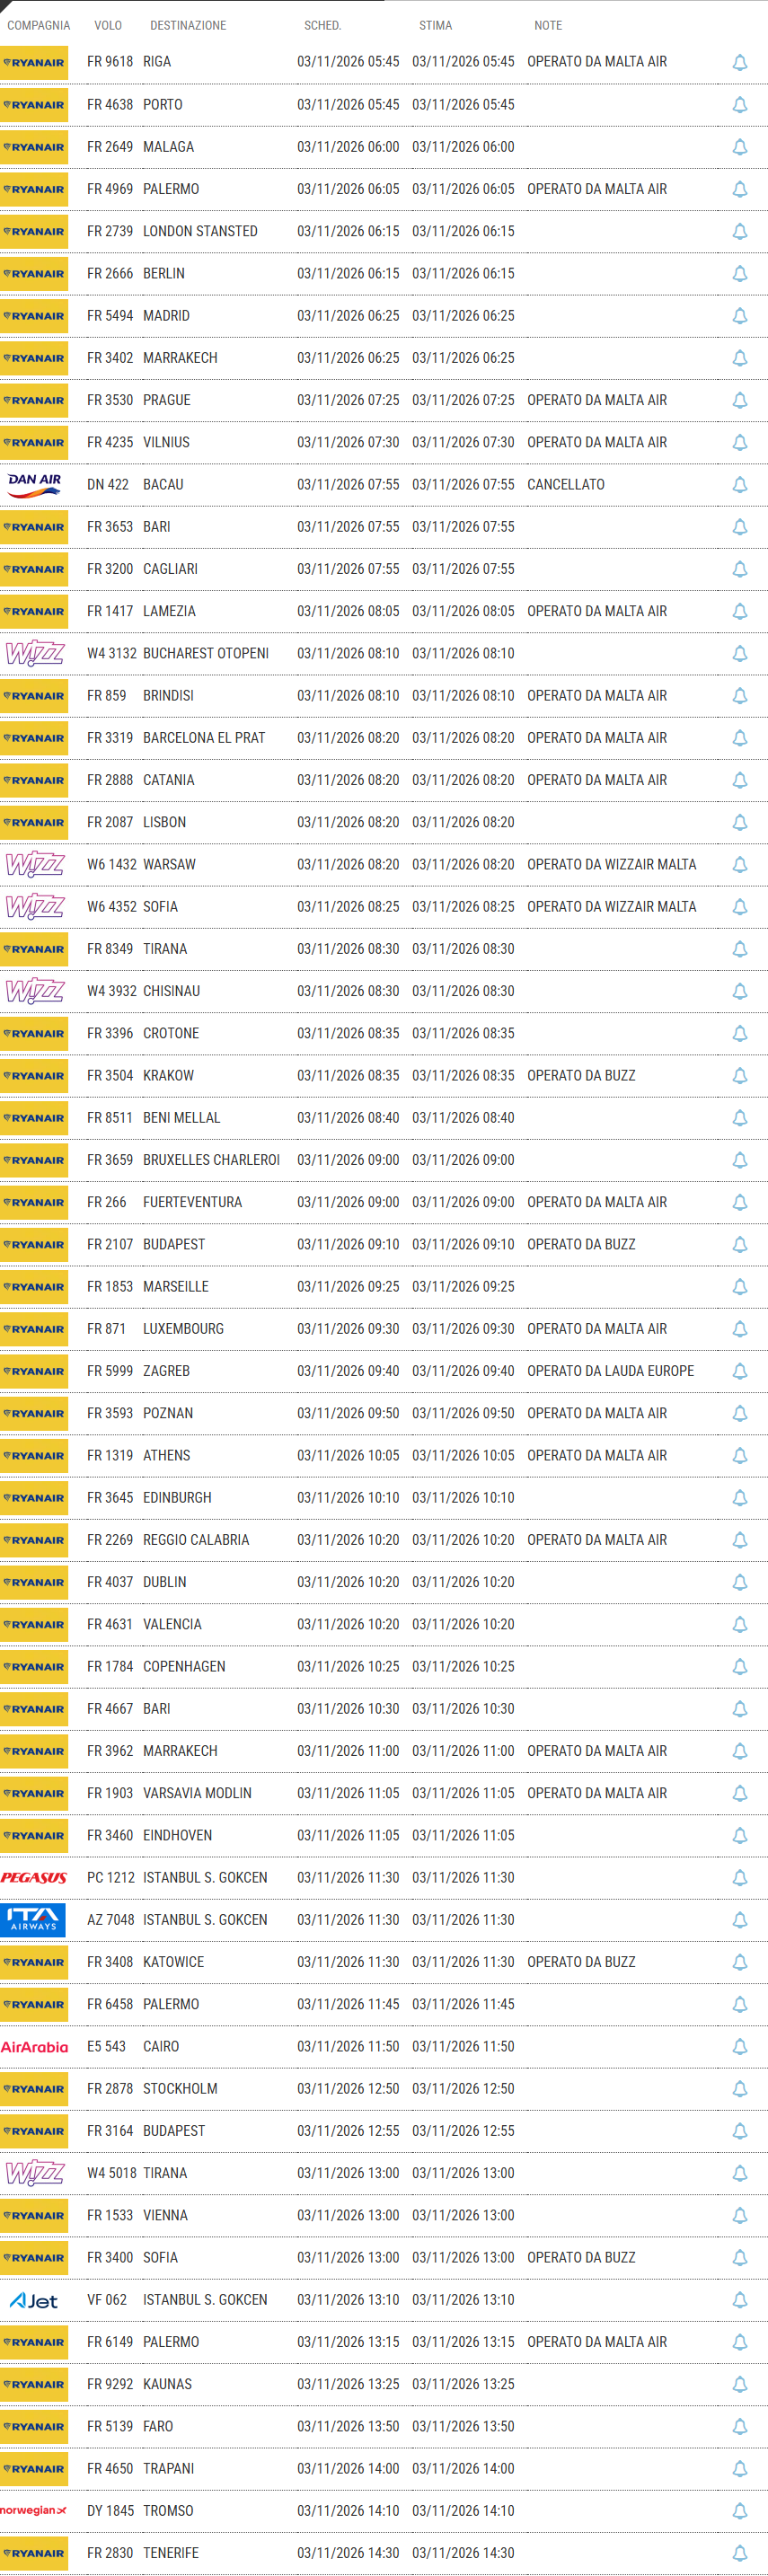 COMPAGNIA VOLO DESTINAZIONE SCHED. STIMA NOTE
RYANAIR FR 9618 RIGA 03/11/2026 05:45 03/11/2026 05:45 OPERATO DA MALTA AIR
RYANAIR FR 4638 PORTO 03/11/2026 05:45 03/11/2026 05:45
RYANAIR FR 2649 MALAGA 03/11/2026 06:00 03/11/2026 06:00
RYANAIR FR 4969 PALERMO 03/11/2026 06:05 03/11/2026 06:05 OPERATO DA MALTA AIR
RYANAIR FR 2739 LONDON STANSTED 03/11/2026 06:15 03/11/2026 06:15
RYANAIR FR 2666 BERLIN 03/11/2026 06:15 03/11/2026 06:15
RYANAIR FR 5494 MADRID 03/11/2026 06:25 03/11/2026 06:25
RYANAIR FR 3402 MARRAKECH 03/11/2026 06:25 03/11/2026 06:25
RYANAIR FR 3530 PRAGUE 03/11/2026 07:25 03/11/2026 07:25 OPERATO DA MALTA AIR
RYANAIR FR 4235 VILNIUS 03/11/2026 07:30 03/11/2026 07:30 OPERATO DA MALTA AIR
DAN AIR DN 422 BACAU 03/11/2026 07:55 03/11/2026 07:55 CANCELLATO
RYANAIR FR 3653 BARI 03/11/2026 07:55 03/11/2026 07:55
RYANAIR FR 3200 CAGLIARI 03/11/2026 07:55 03/11/2026 07:55
RYANAIR FR 1417 LAMEZIA 03/11/2026 08:05 03/11/2026 08:05 OPERATO DA MALTA AIR
WIZZ W4 3132 BUCHAREST OTOPENI 03/11/2026 08:10 03/11/2026 08:10
RYANAIR FR 859 BRINDISI 03/11/2026 08:10 03/11/2026 08:10 OPERATO DA MALTA AIR
RYANAIR FR 3319 BARCELONA EL PRAT 03/11/2026 08:20 03/11/2026 08:20 OPERATO DA MALTA AIR
RYANAIR FR 2888 CATANIA 03/11/2026 08:20 03/11/2026 08:20 OPERATO DA MALTA AIR
RYANAIR FR 2087 LISBON 03/11/2026 08:20 03/11/2026 08:20
WIZZ W6 1432 WARSAW 03/11/2026 08:20 03/11/2026 08:20 OPERATO DA WIZZAIR MALTA
WIZZ W6 4352 SOFIA 03/11/2026 08:25 03/11/2026 08:25 OPERATO DA WIZZAIR MALTA
RYANAIR FR 8349 TIRANA 03/11/2026 08:30 03/11/2026 08:30
WIZZ W4 3932 CHISINAU 03/11/2026 08:30 03/11/2026 08:30
RYANAIR FR 3396 CROTONE 03/11/2026 08:35 03/11/2026 08:35
RYANAIR FR 3504 KRAKOW 03/11/2026 08:35 03/11/2026 08:35 OPERATO DA BUZZ
RYANAIR FR 8511 BENI MELLAL 03/11/2026 08:40 03/11/2026 08:40
RYANAIR FR 3659 BRUXELLES CHARLEROI 03/11/2026 09:00 03/11/2026 09:00
RYANAIR FR 266 FUERTEVENTURA 03/11/2026 09:00 03/11/2026 09:00 OPERATO DA MALTA AIR
RYANAIR FR 2107 BUDAPEST 03/11/2026 09:10 03/11/2026 09:10 OPERATO DA BUZZ
RYANAIR FR 1853 MARSEILLE 03/11/2026 09:25 03/11/2026 09:25
RYANAIR FR 871 LUXEMBOURG 03/11/2026 09:30 03/11/2026 09:30 OPERATO DA MALTA AIR
RYANAIR FR 5999 ZAGREB 03/11/2026 09:40 03/11/2026 09:40 OPERATO DA LAUDA EUROPE
RYANAIR FR 3593 POZNAN 03/11/2026 09:50 03/11/2026 09:50 OPERATO DA MALTA AIR
RYANAIR FR 1319 ATHENS 03/11/2026 10:05 03/11/2026 10:05 OPERATO DA MALTA AIR
RYANAIR FR 3645 EDINBURGH 03/11/2026 10:10 03/11/2026 10:10
RYANAIR FR 2269 REGGIO CALABRIA 03/11/2026 10:20 03/11/2026 10:20 OPERATO DA MALTA AIR
RYANAIR FR 4037 DUBLIN 03/11/2026 10:20 03/11/2026 10:20
RYANAIR FR 4631 VALENCIA 03/11/2026 10:20 03/11/2026 10:20
RYANAIR FR 1784 COPENHAGEN 03/11/2026 10:25 03/11/2026 10:25
RYANAIR FR 4667 BARI 03/11/2026 10:30 03/11/2026 10:30
RYANAIR FR 3962 MARRAKECH 03/11/2026 11:00 03/11/2026 11:00 OPERATO DA MALTA AIR
RYANAIR FR 1903 VARSAVIA MODLIN 03/11/2026 11:05 03/11/2026 11:05 OPERATO DA MALTA AIR
RYANAIR FR 3460 EINDHOVEN 03/11/2026 11:05 03/11/2026 11:05
PEGASUS PC 1212 ISTANBUL S. GOKCEN 03/11/2026 11:30 03/11/2026 11:30
ITA AIRWAYS AZ 7048 ISTANBUL S. GOKCEN 03/11/2026 11:30 03/11/2026 11:30
RYANAIR FR 3408 KATOWICE 03/11/2026 11:30 03/11/2026 11:30 OPERATO DA BUZZ
RYANAIR FR 6458 PALERMO 03/11/2026 11:45 03/11/2026 11:45
AirArabia E5 543 CAIRO 03/11/2026 11:50 03/11/2026 11:50
RYANAIR FR 2878 STOCKHOLM 03/11/2026 12:50 03/11/2026 12:50
RYANAIR FR 3164 BUDAPEST 03/11/2026 12:55 03/11/2026 12:55
WIZZ W4 5018 TIRANA 03/11/2026 13:00 03/11/2026 13:00
RYANAIR FR 1533 VIENNA 03/11/2026 13:00 03/11/2026 13:00
RYANAIR FR 3400 SOFIA 03/11/2026 13:00 03/11/2026 13:00 OPERATO DA BUZZ
AJet VF 062 ISTANBUL S. GOKCEN 03/11/2026 13:10 03/11/2026 13:10
RYANAIR FR 6149 PALERMO 03/11/2026 13:15 03/11/2026 13:15 OPERATO DA MALTA AIR
RYANAIR FR 9292 KAUNAS 03/11/2026 13:25 03/11/2026 13:25
RYANAIR FR 5139 FARO 03/11/2026 13:50 03/11/2026 13:50
RYANAIR FR 4650 TRAPANI 03/11/2026 14:00 03/11/2026 14:00
norwegian DY 1845 TROMSO 03/11/2026 14:10 03/11/2026 14:10
RYANAIR FR 2830 TENERIFE 03/11/2026 14:30 03/11/2026 14:30